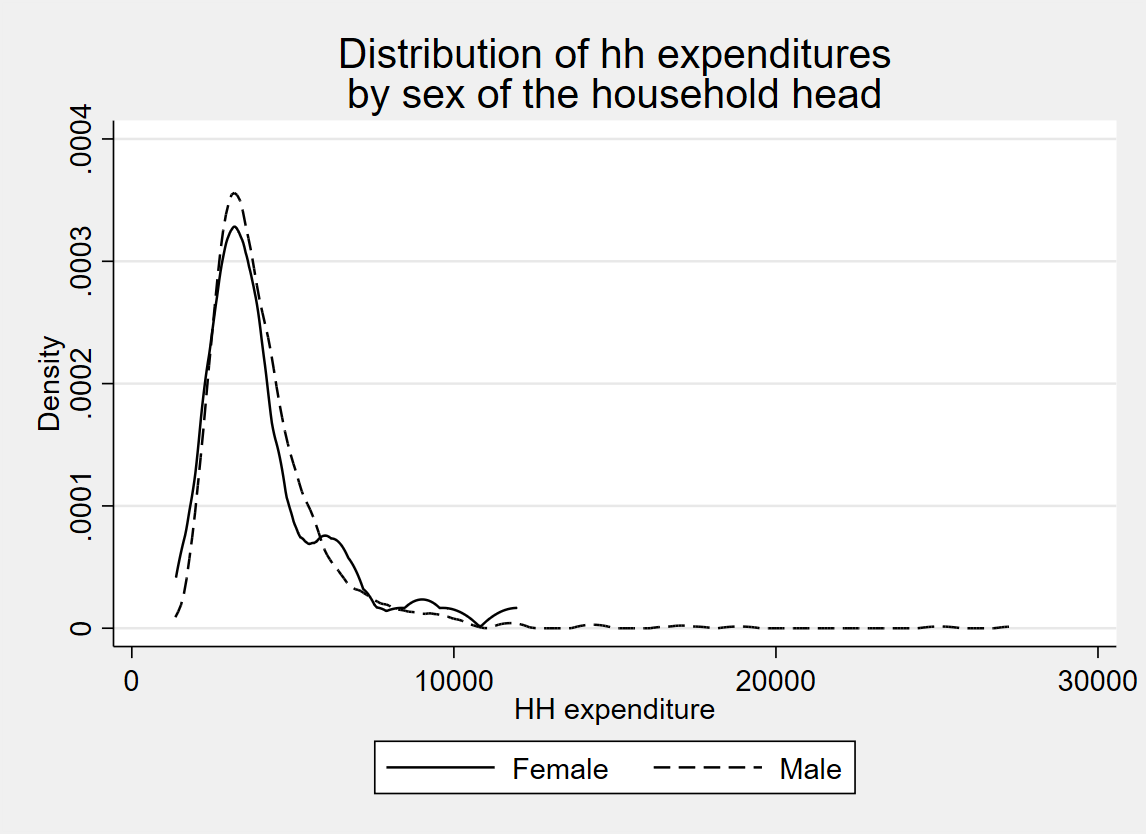 Distribution of hh expenditures
by sex of the household head
Density
.0004
.0003
.0002
.0001
0
0 10000 20000 30000
HH expenditure
Female Male